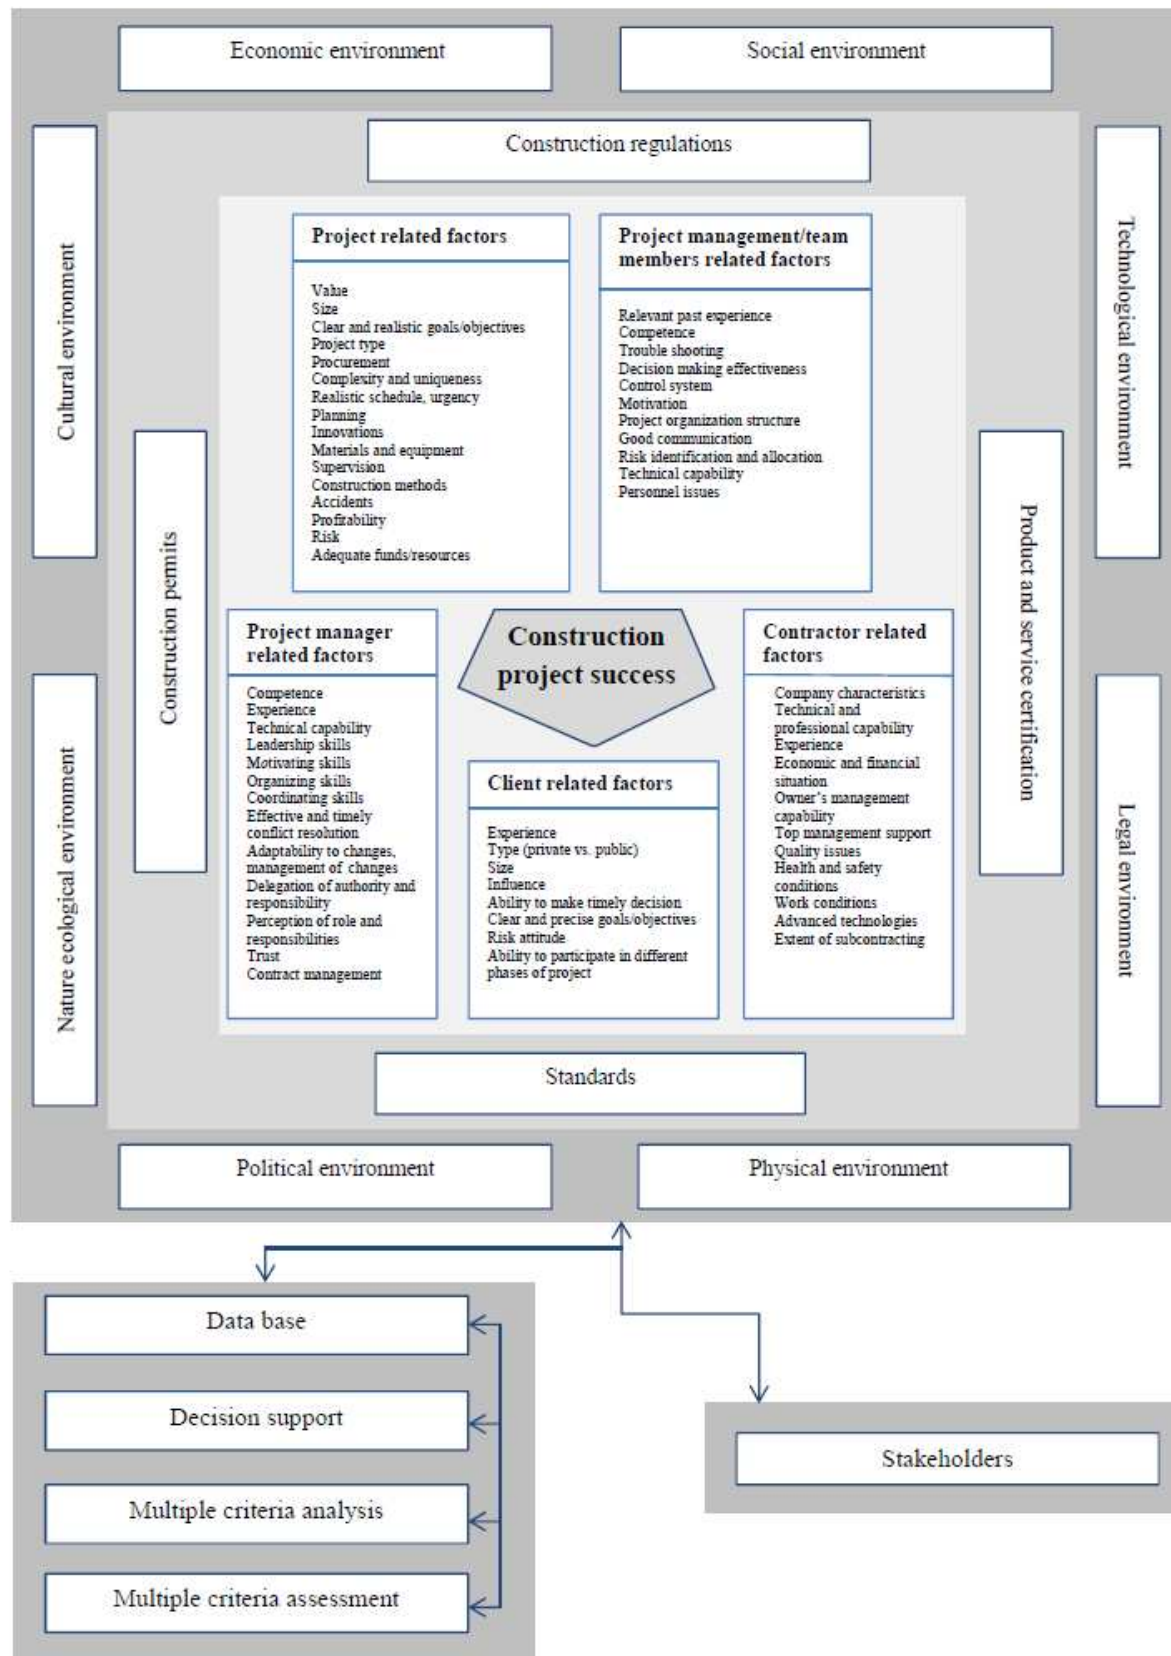 Economic environment
Social environment
Construction regulations
Cultural environment
Technological environment
Project related factors
Value
Size
Clear and realistic goals/objectives
Project type
Procurement
Complexity and uniqueness
Realistic schedule, urgency
Planning
Innovations
Materials and equipment
Supervision
Construction methods
Accidents
Profitability
Risk
Adequate funds/resources
Project management/team
members related factors
Relevant past experience
Competence
Trouble shooting
Decision making effectiveness
Control system
Motivation
Project organization structure
Good communication
Risk identification and allocation
Technical capability
Personnel issues
Construction permits
Product and service certification
Project manager
related factors
Competence
Experience
Technical capability
Leadership skills
Motivating skills
Organizing skills
Coordinating skills
Effective and timely
conflict resolution
Adaptability to changes,
management of changes
Delegation of authority and
responsibility
Perception of role and
responsibilities
Trust
Contract management
Construction
project success
Client related factors
Experience
Type (private vs. public)
Size
Influence
Ability to make timely decision
Clear and precise goals/objectives
Risk attitude
Ability to participate in different
phases of project
Contractor related
factors
Company characteristics
Technical and
professional capability
Experience
Economic and financial
situation
Owner's management
capability
Top management support
Quality issues
Health and safety
conditions
Work conditions
Advanced technologies
Extent of subcontracting
Nature ecological environment
Legal environment
Standards
Political environment
Physical environment
Data base
Decision support
Multiple criteria analysis
Multiple criteria assessment
Stakeholders